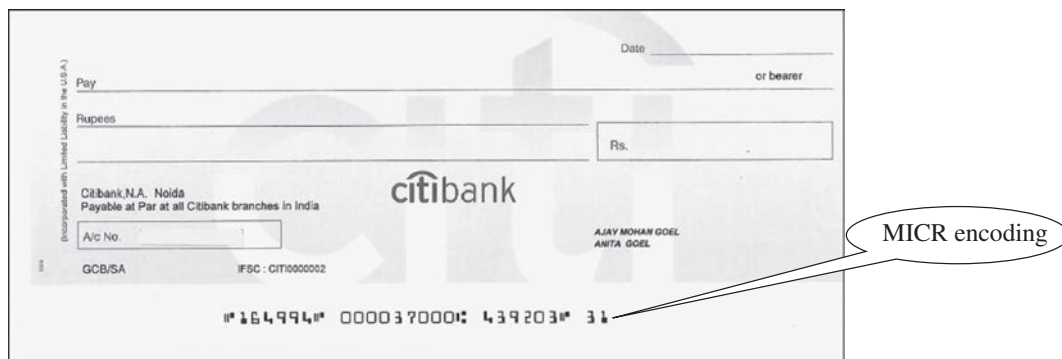 Date
Pay
or bearer
Rupees
Rs.
(Incorporated with Limited Liability in the U.S.A.)
citi
citibank
Citibank,N.A. Noida
Payable at Par at all Citibank branches in India
A/c No.
AJAY MOHAN GOEL
ANITA GOEL
GCB/SA IFSC : CITI0000002
⑈164994⑈ 000037000⑆ 439203⑈ 31
MICR encoding